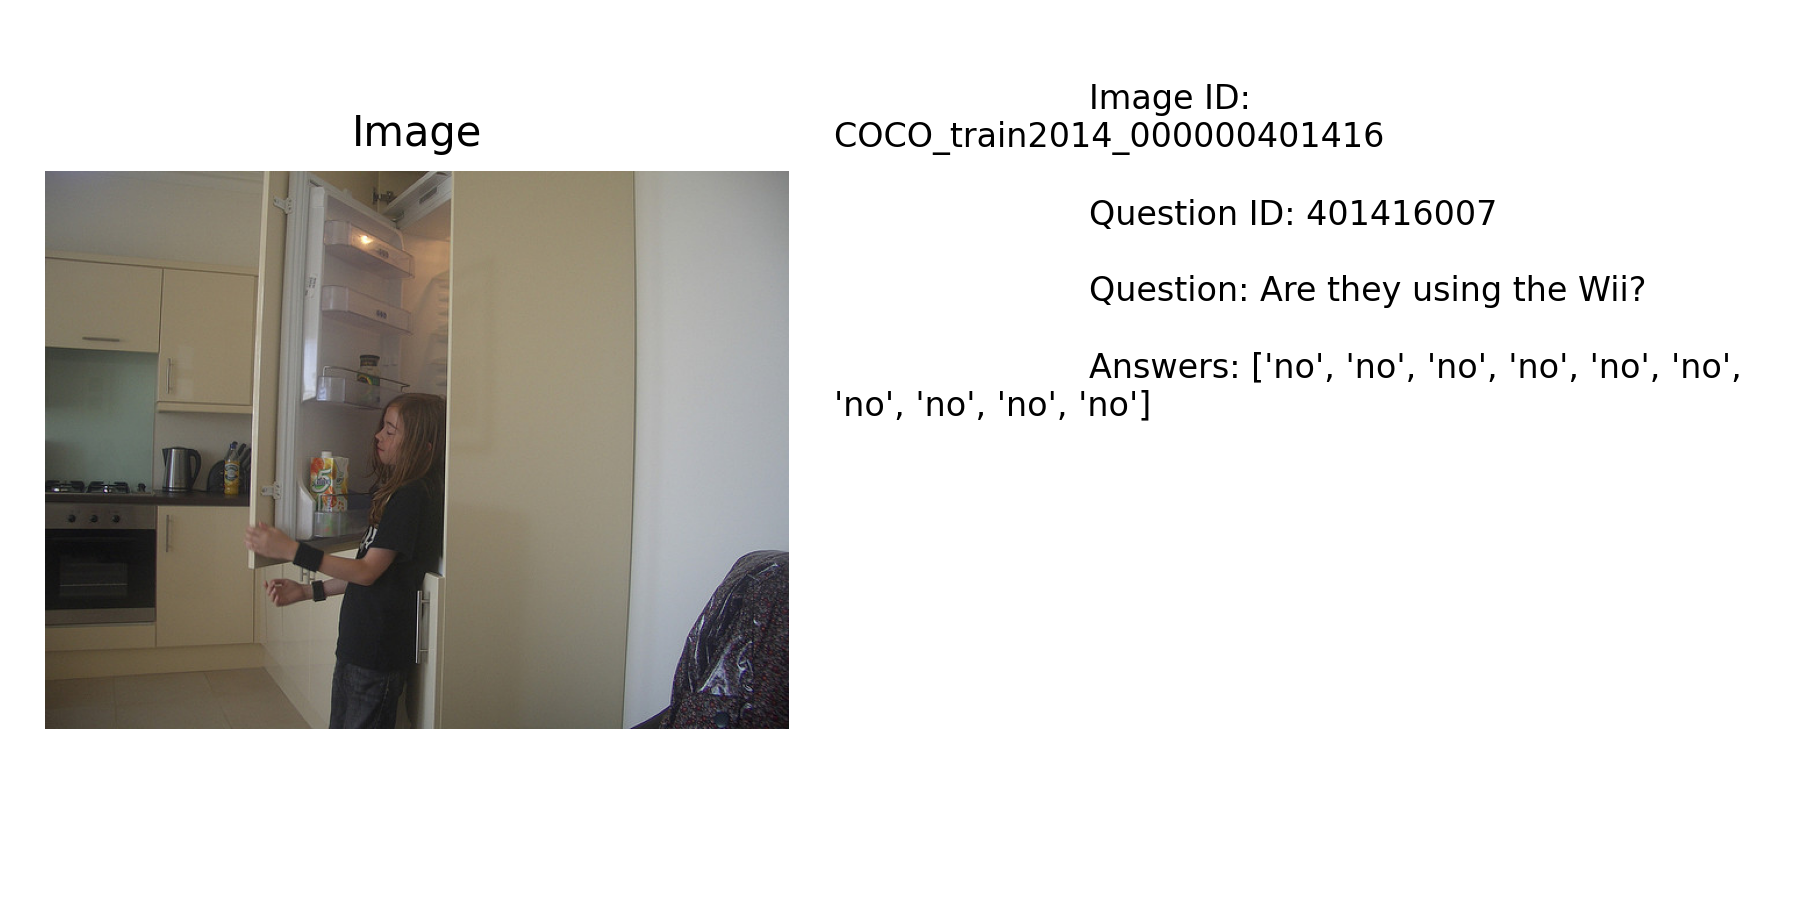 Image
Image ID:
COCO_train2014_000000401416
Question ID: 401416007
Question: Are they using the Wii?
Answers: ['no', 'no', 'no', 'no', 'no', 'no',
'no', 'no', 'no', 'no']